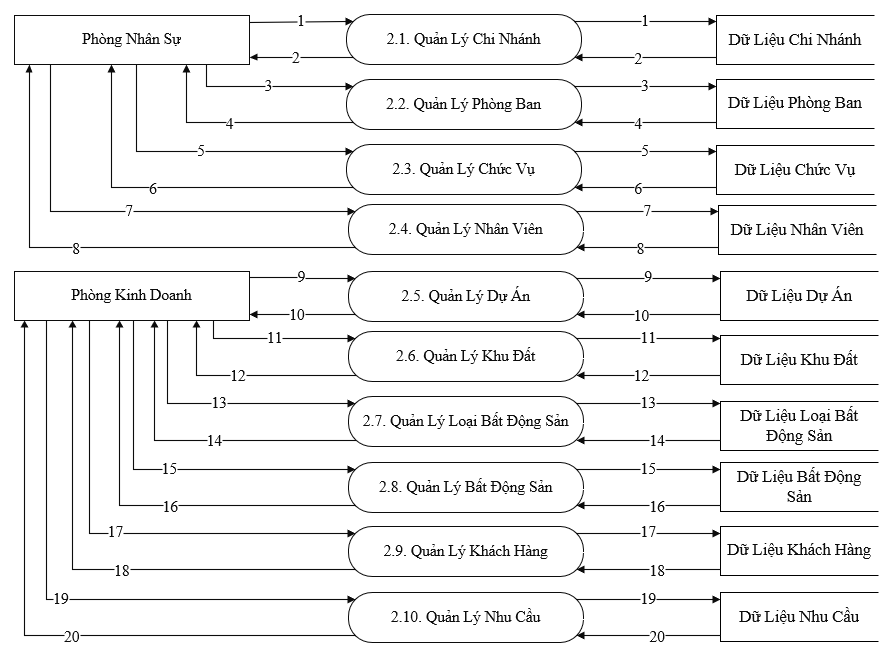 Phòng Nhân Sự
1
2.1. Quản Lý Chi Nhánh
1
Dữ Liệu Chi Nhánh
2
2
3
2.2. Quản Lý Phòng Ban
3
Dữ Liệu Phòng Ban
4
4
5
2.3. Quản Lý Chức Vụ
5
Dữ Liệu Chức Vụ
6
6
7
2.4. Quản Lý Nhân Viên
7
Dữ Liệu Nhân Viên
8
8
Phòng Kinh Doanh
9
2.5. Quản Lý Dự Án
9
Dữ Liệu Dự Án
10
10
11
2.6. Quản Lý Khu Đất
11
Dữ Liệu Khu Đất
12
12
13
2.7. Quản Lý Loại Bất Động Sản
13
Dữ Liệu Loại Bất
Động Sản
14
14
15
2.8. Quản Lý Bất Động Sản
15
Dữ Liệu Bất Động
Sản
16
16
17
2.9. Quản Lý Khách Hàng
17
Dữ Liệu Khách Hàng
18
18
19
2.10. Quản Lý Nhu Cầu
19
Dữ Liệu Nhu Cầu
20
20